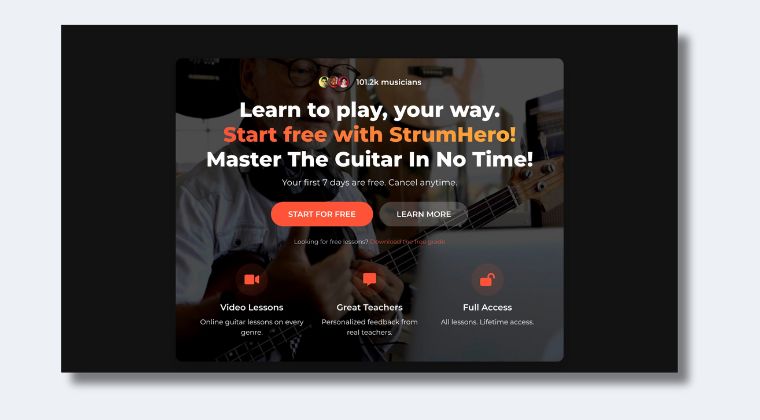 101.2k musicians
Learn to play, your way.
Start free with StrumHero!
Master The Guitar In No Time!
Your first 7 days are free. Cancel anytime.
START FOR FREE
LEARN MORE
Looking for free lessons? Download the free guide
Video Lessons
Online guitar lessons on every
genre.
Great Teachers
Personalized feedback from
real teachers.
Full Access
All lessons. Lifetime access.